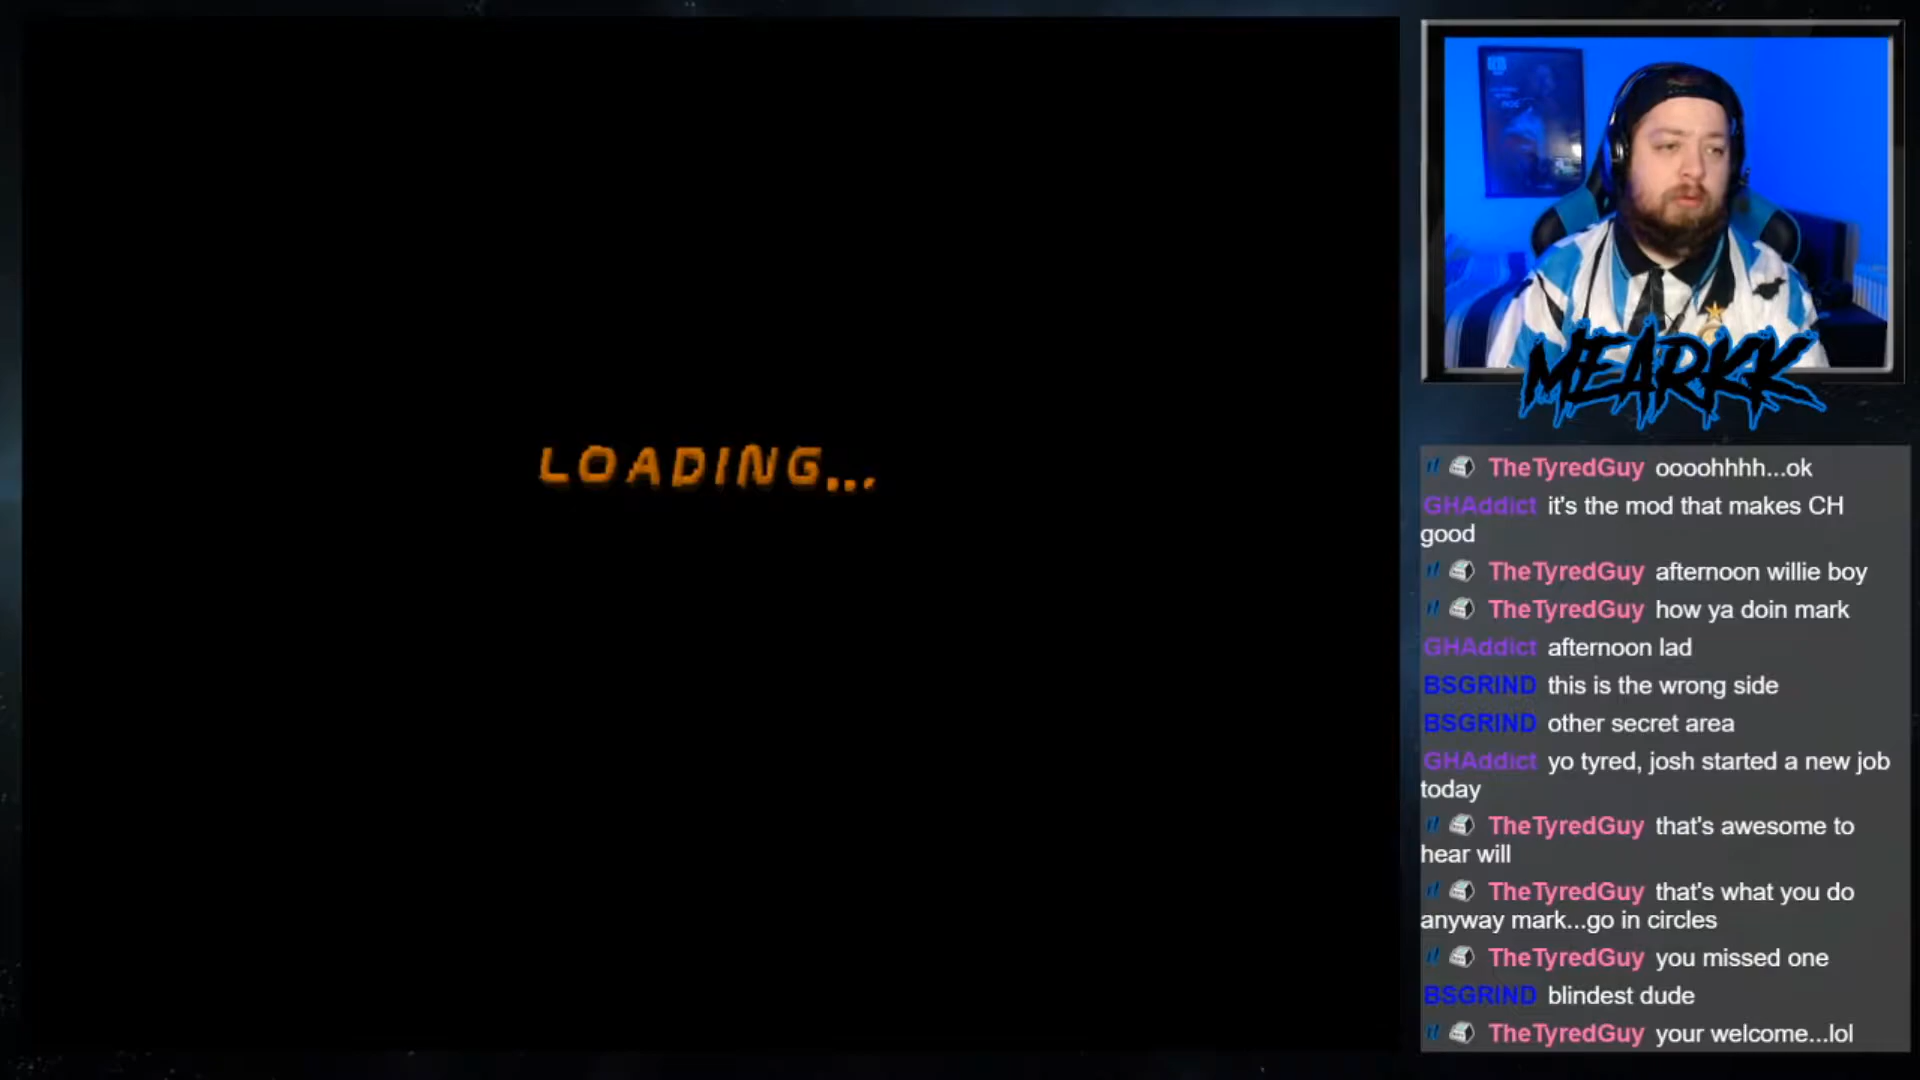 LOADING...
MEARKK
TheTyredGuy oooohhhh...ok
GHAddict it's the mod that makes CH
good
TheTyredGuy afternoon willie boy
TheTyredGuy how ya doin mark
GHAddict afternoon lad
BSGRIND this is the wrong side
BSGRIND other secret area
GHAddict yo tyred, josh started a new job
today
TheTyredGuy that's awesome to
hear will
TheTyredGuy that's what you do
anyway mark...go in circles
TheTyredGuy you missed one
BSGRIND blindest dude
TheTyredGuy your welcome...lol